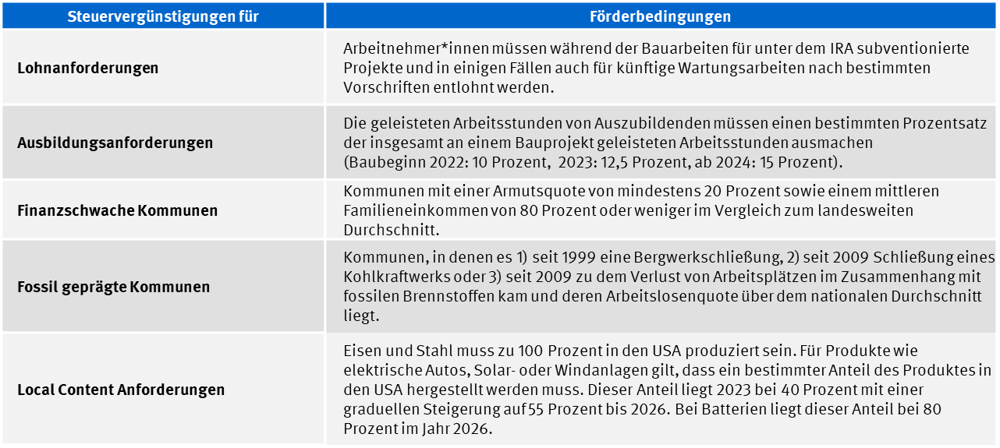 Steuervergünstigungen für
Förderbedingungen
Lohnanforderungen
Arbeitnehmer*innen müssen während der Bauarbeiten für unter dem IRA subventionierte
Projekte und in einigen Fällen auch für künftige Wartungsarbeiten nach bestimmten
Vorschriften entlohnt werden.
Ausbildungsanforderungen
Die geleisteten Arbeitsstunden von Auszubildenden müssen einen bestimmten Prozentsatz
der insgesamt an einem Bauprojekt geleisteten Arbeitsstunden ausmachen
(Baubeginn 2022: 10 Prozent, 2023: 12,5 Prozent, ab 2024: 15 Prozent).
Finanzschwache Kommunen
Kommunen mit einer Armutsquote von mindestens 20 Prozent sowie einem mittleren
Familieneinkommen von 80 Prozent oder weniger im Vergleich zum landesweiten
Durchschnitt.
Fossil geprägte Kommunen
Kommunen, in denen es 1) seit 1999 eine Bergwerkschließung, 2) seit 2009 Schließung eines
Kohlkraftwerks oder 3) seit 2009 zu dem Verlust von Arbeitsplätzen im Zusammenhang mit
fossilen Brennstoffen kam und deren Arbeitslosenquote über dem nationalen Durchschnitt
liegt.
Local Content Anforderungen
Eisen und Stahl muss zu 100 Prozent in den USA produziert sein. Für Produkte wie
elektrische Autos, Solar- oder Windanlagen gilt, dass ein bestimmter Anteil des Produktes in
den USA hergestellt werden muss. Dieser Anteil liegt 2023 bei 40 Prozent mit einer
graduellen Steigerung auf 55 Prozent bis 2026. Bei Batterien liegt dieser Anteil bei 80
Prozent im Jahr 2026.